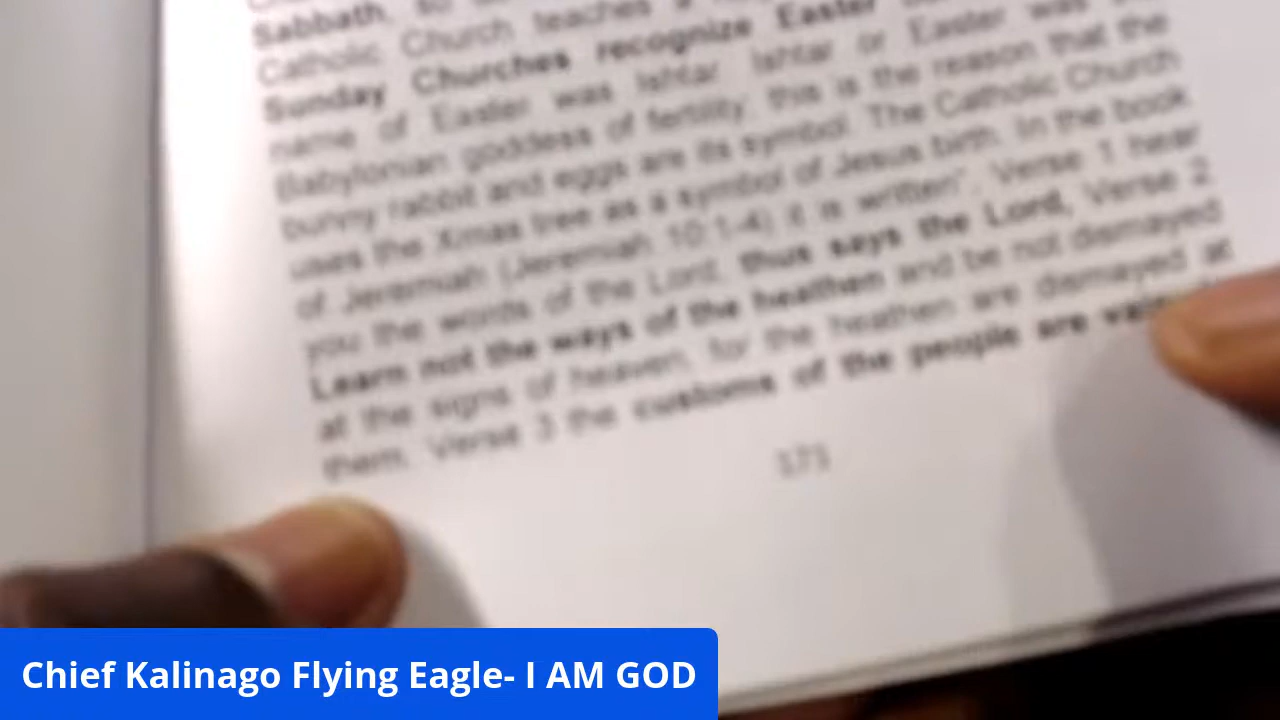 Sabbath, so
Catholic Church teaches a
Sunday Churches recognize Easter
name of Easter was Ishtar. Ishtar or Easter was
Babylonian goddess of fertility, this is the reason that the
bunny rabbit and eggs are its symbol. The Catholic Church
uses the Xmas tree as a symbol of Jesus birth. In the book
of Jeremiah (Jeremiah 10:1-4) it is written". Verse 1 hear
you the words of the Lord, thus says the Lord, Verse 2
Learn not the ways of the heathen and be not dismayed
at the signs of heaven, for the heathen are dismayed at
them. Verse 3 the customs of the people are vain
171
Chief Kalinago Flying Eagle- I AM GOD